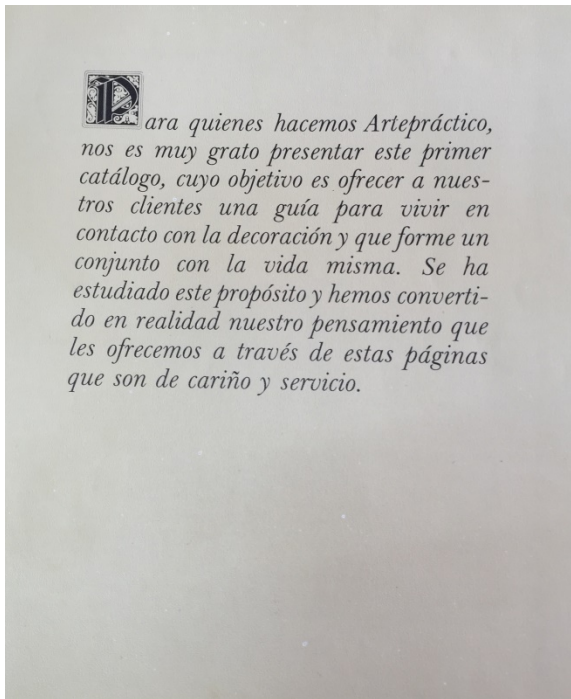 Para quienes hacemos Artepráctico,
nos es muy grato presentar este primer
catálogo, cuyo objetivo es ofrecer a nues-
tros clientes una guía para vivir en
contacto con la decoración y que forme un
conjunto con la vida misma. Se ha
estudiado este propósito y hemos converti-
do en realidad nuestro pensamiento que
les ofrecemos a través de estas páginas
que son de cariño y servicio.